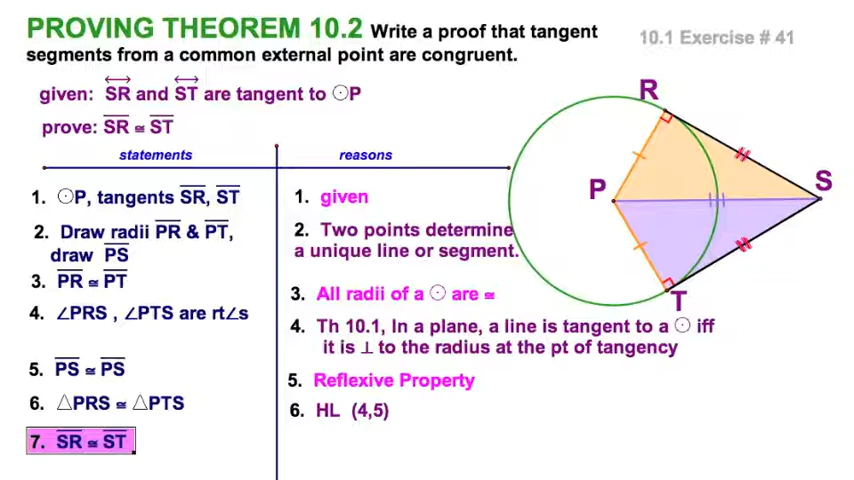 PROVING THEOREM 10.2 Write a proof that tangent
segments from a common external point are congruent.
10.1 Exercise # 41
given: SR and ST are tangent to ⊙P
prove: SR ≅ ST
statements
reasons
1. ⊙P, tangents SR, ST
1. given
2. Draw radii PR & PT,
draw PS
2. Two points determine
a unique line or segment.
3. PR ≅ PT
3. All radii of a ⊙ are ≅
4. ∠PRS , ∠PTS are rt∠s
4. Th 10.1, In a plane, a line is tangent to a ⊙ iff
it is ⊥ to the radius at the pt of tangency
5. PS ≅ PS
5. Reflexive Property
6. △PRS ≅ △PTS
6. HL (4,5)
7. SR ≅ ST
R
P
S
T